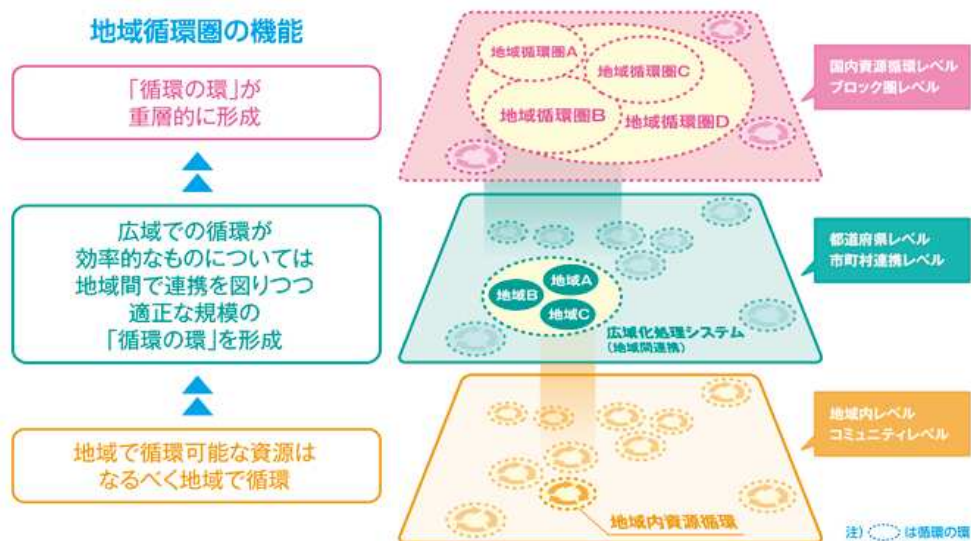 地域循環圏の機能
「循環の環」が
重層的に形成
広域での循環が
効率的なものについては
地域間で連携を図りつつ
適正な規模の
「循環の環」を形成
地域で循環可能な資源は
なるべく地域で循環
地域循環圏A
地域循環圏C
地域循環圏B
地域循環圏D
国内資源循環レベル
ブロック圏レベル
地域A
地域B
地域C
広域化処理システム
(地域間連携)
都道府県レベル
市町村連携レベル
地域内資源循環
地域内レベル
コミュニティレベル
注) は循環の環